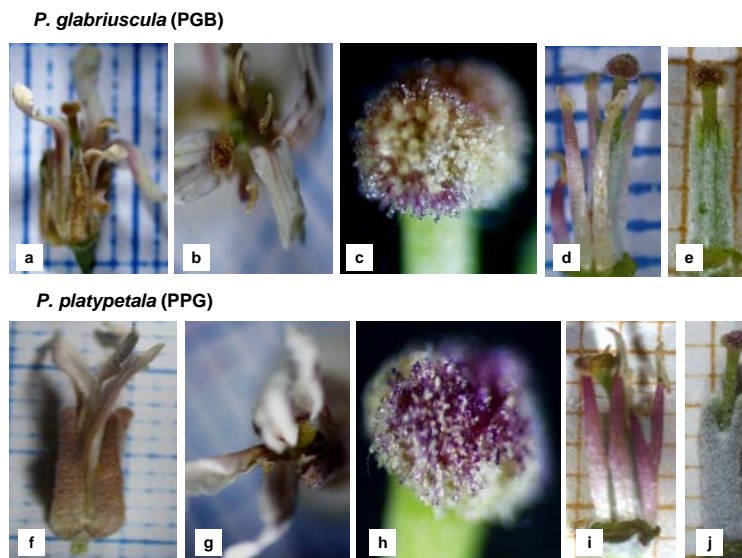 P. glabriuscula (PGB)
a b c d e
P. platypetala (PPG)
f g h i j